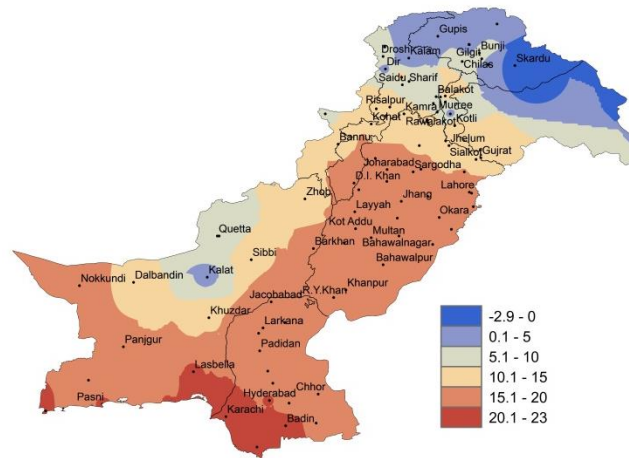 Gupis
Drosh
Kalam
Gilgit
Bunji
Dir
Chilas
Skardu
Saidu Sharif
Balakot
Risalpur
Kamra
Murree
Kohat
Rawalakot
Kotli
Bannu
Jhelum
Sialkot
Gujrat
Joharabad
Sargodha
D.I. Khan
Zhob
Jhang
Lahore
Layyah
Okara
Kot Addu
Quetta
Multan
Barkhan
Bahawalnagar
Sibbi
Bahawalpur
Nokkundi
Dalbandin
Kalat
Khanpur
R.Y.Khan
Jacobabad
Khuzdar
Larkana
Panjgur
Padidan
Lasbella
Pasni
Hyderabad
Chhor
Karachi
Badin
-2.9 - 0
0.1 - 5
5.1 - 10
10.1 - 15
15.1 - 20
20.1 - 23